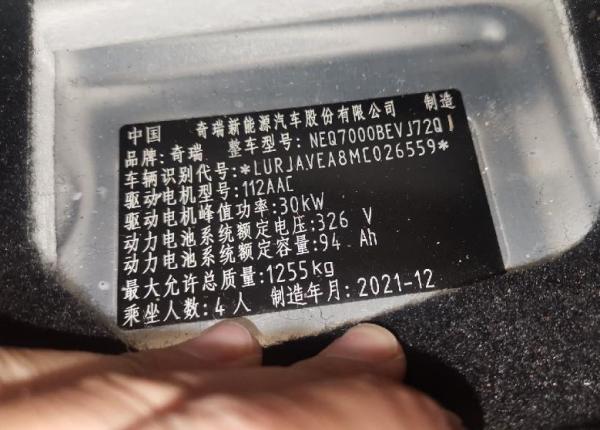 中国 奇瑞新能源汽车股份有限公司 制造
品牌:奇瑞 整车型号:NEQ7000BEVJ72Q1
车辆识别代号:*LURJAVEA8MC026559*
驱动电机型号:112AAC
驱动电机峰值功率:30kW
动力电池系统额定电压:326 V
动力电池系统额定容量:94 Ah
最大允许总质量:1255kg
乘坐人数:4人 制造年月:2021-12